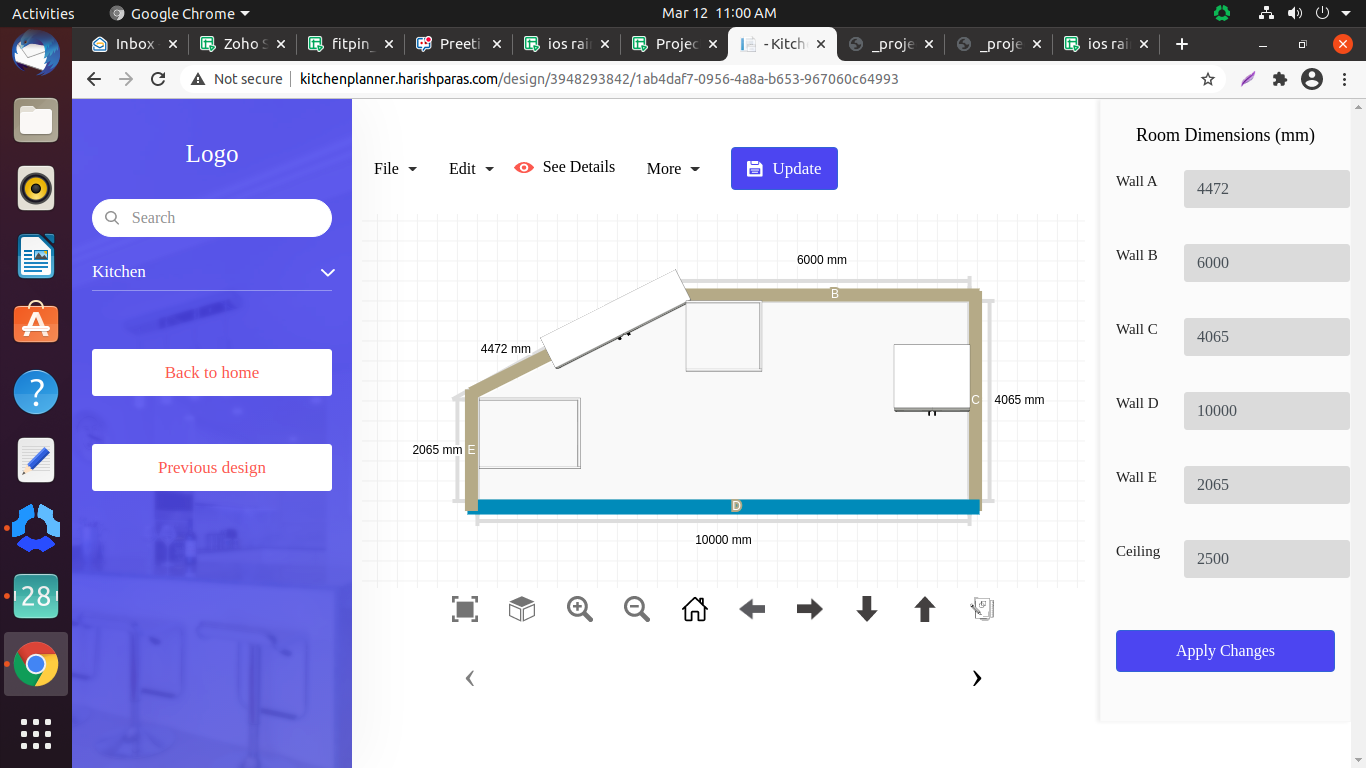 Activities
Google Chrome
Mar 12 11:00 AM
Inbox
Zoho S
fitpin_
Preeti
ios rai
Projec
- Kitch
_proje
_proje
ios rai
Not secure
kitchenplanner.harishparas.com/design/3948293842/1ab4daf7-0956-4a8a-b653-967060c64993
Logo
Search
Kitchen
Back to home
Previous design
28
File
Edit
See Details
More
Update
6000 mm
B
4472 mm
C
4065 mm
2065 mm
E
D
10000 mm
Room Dimensions (mm)
Wall A
4472
Wall B
6000
Wall C
4065
Wall D
10000
Wall E
2065
Ceiling
2500
Apply Changes